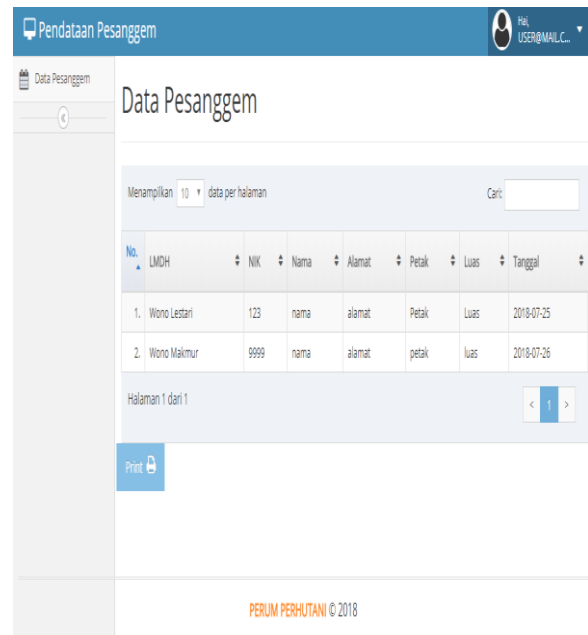 Pendataan Pesanggem
Hai,
USER@MAIL.C...
Data Pesanggem
Data Pesanggem
Menampilkan 10 data per halaman Cari:
No. LMDH NIK Nama Alamat Petak Luas Tanggal
1. Wono Lestari 123 nama alamat Petak Luas 2018-07-25
2. Wono Makmur 9999 nama alamat petak luas 2018-07-26
Halaman 1 dari 1 < 1 >
Print
PERUM PERHUTANI © 2018